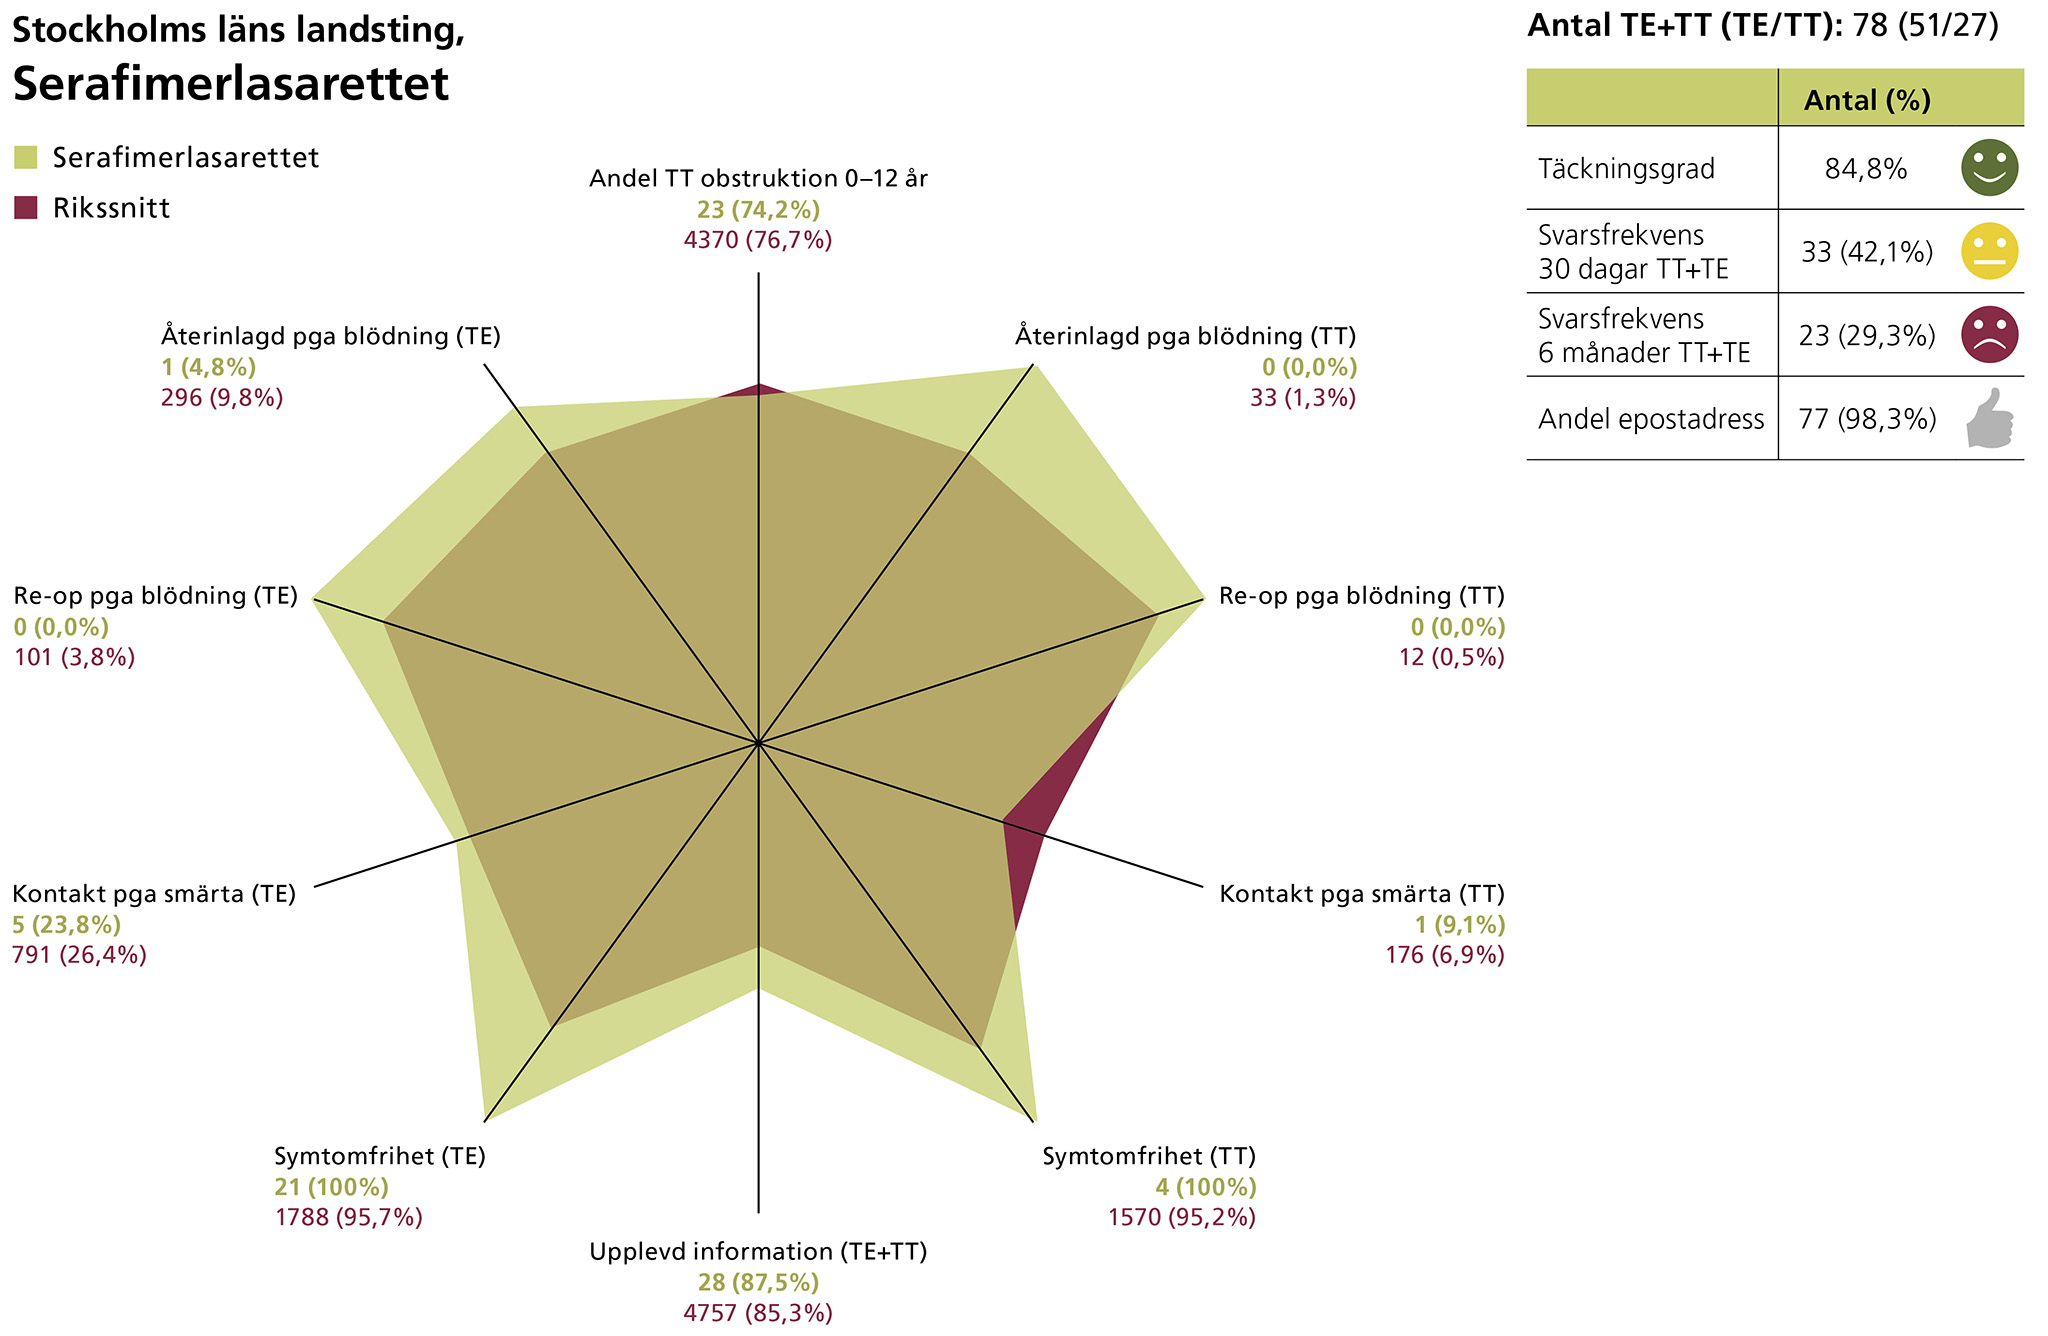 Stockholms läns landsting,
Serafimerlasarettet
Serafimerlasarettet
Rikssnitt
Antal TE+TT (TE/TT): 78 (51/27)
Antal (%)
Täckningsgrad 84,8%
Svarsfrekvens
30 dagar TT+TE 33 (42,1%)
Svarsfrekvens
6 månader TT+TE 23 (29,3%)
Andel epostadress 77 (98,3%)
Andel TT obstruktion 0–12 år
23 (74,2%)
4370 (76,7%)
Återinlagd pga blödning (TE)
1 (4,8%)
296 (9,8%)
Återinlagd pga blödning (TT)
0 (0,0%)
33 (1,3%)
Re-op pga blödning (TE)
0 (0,0%)
101 (3,8%)
Re-op pga blödning (TT)
0 (0,0%)
12 (0,5%)
Kontakt pga smärta (TE)
5 (23,8%)
791 (26,4%)
Kontakt pga smärta (TT)
1 (9,1%)
176 (6,9%)
Symtomfrihet (TE)
21 (100%)
1788 (95,7%)
Symtomfrihet (TT)
4 (100%)
1570 (95,2%)
Upplevd information (TE+TT)
28 (87,5%)
4757 (85,3%)